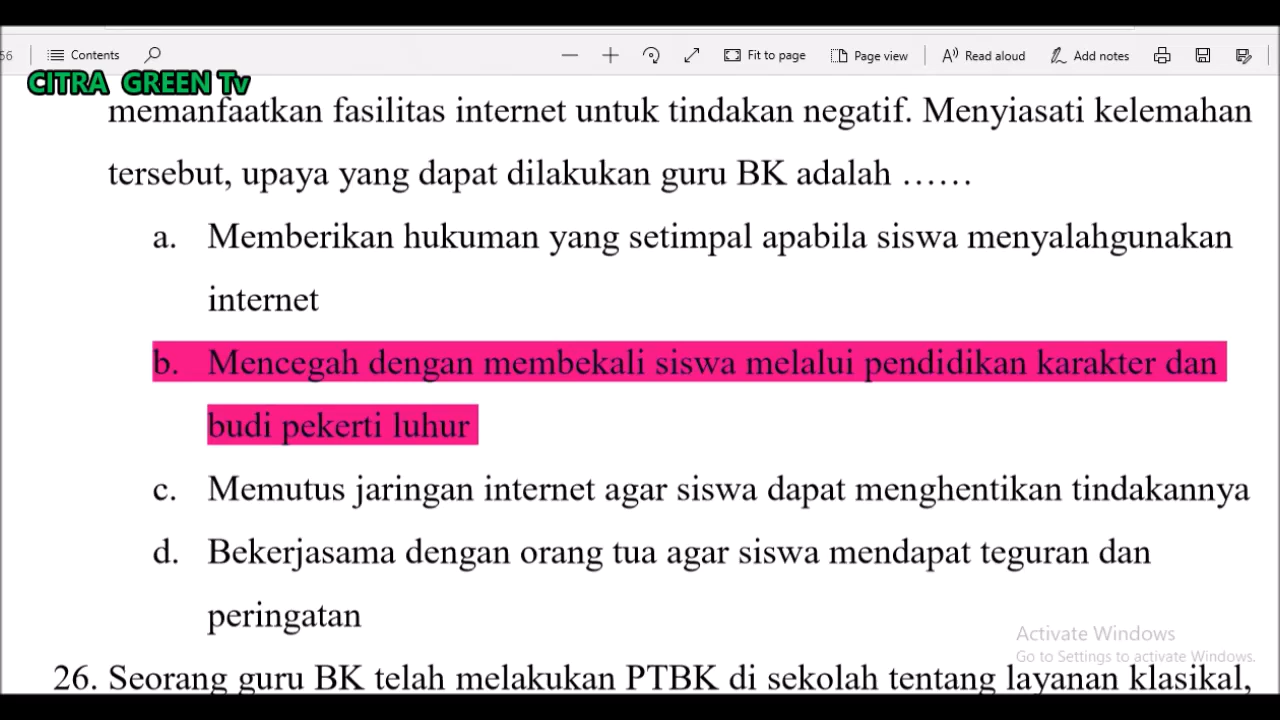 56 Contents Fit to page Page view Read aloud Add notes
CITRA GREEN Tv
memanfaatkan fasilitas internet untuk tindakan negatif. Menyiasati kelemahan
tersebut, upaya yang dapat dilakukan guru BK adalah ……
a. Memberikan hukuman yang setimpal apabila siswa menyalahgunakan
internet
b. Mencegah dengan membekali siswa melalui pendidikan karakter dan
budi pekerti luhur
c. Memutus jaringan internet agar siswa dapat menghentikan tindakannya
d. Bekerjasama dengan orang tua agar siswa mendapat teguran dan
peringatan
Activate Windows
Go to Settings to activate Windows.
26. Seorang guru BK telah melakukan PTBK di sekolah tentang layanan klasikal,